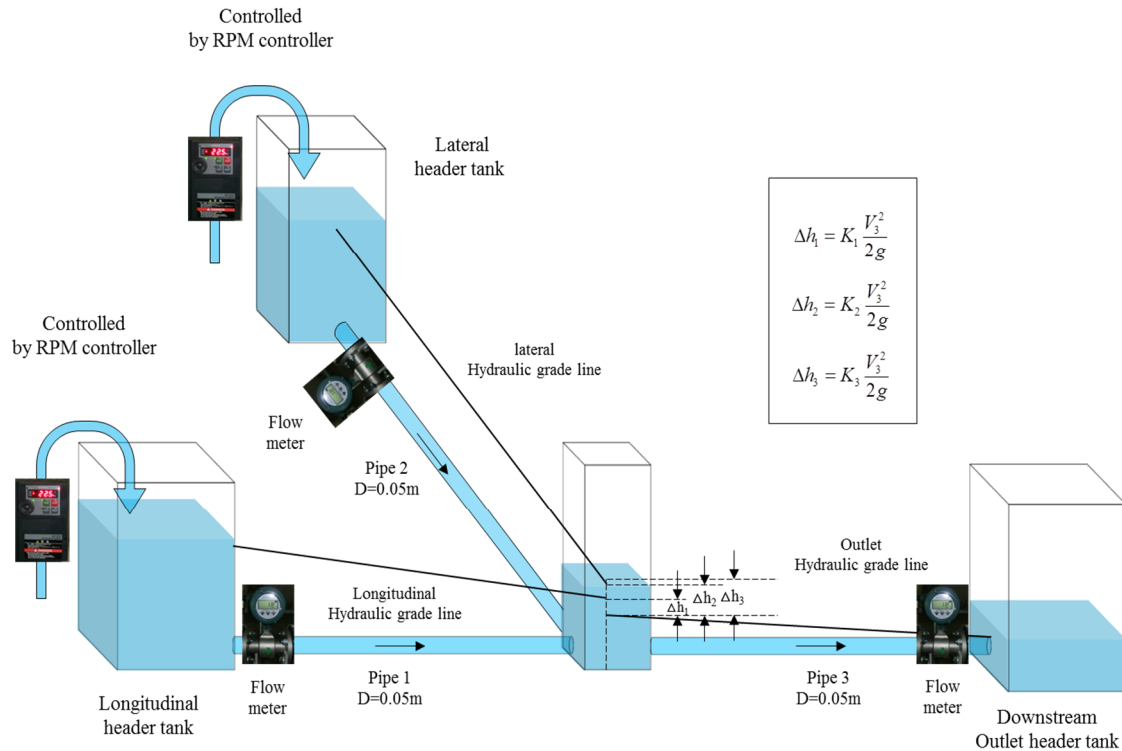 Controlled
by RPM controller
Lateral
header tank
Δh₁ = K₁ V₃²/2g
Δh₂ = K₂ V₃²/2g
Δh₃ = K₃ V₃²/2g
Controlled
by RPM controller
lateral
Hydraulic grade line
Flow
meter
Pipe 2
D=0.05m
Outlet
Hydraulic grade line
Δh₁
Δh₂
Δh₃
Longitudinal
Hydraulic grade line
Pipe 1
D=0.05m
Pipe 3
D=0.05m
Flow
meter
Flow
meter
Longitudinal
header tank
Downstream
Outlet header tank